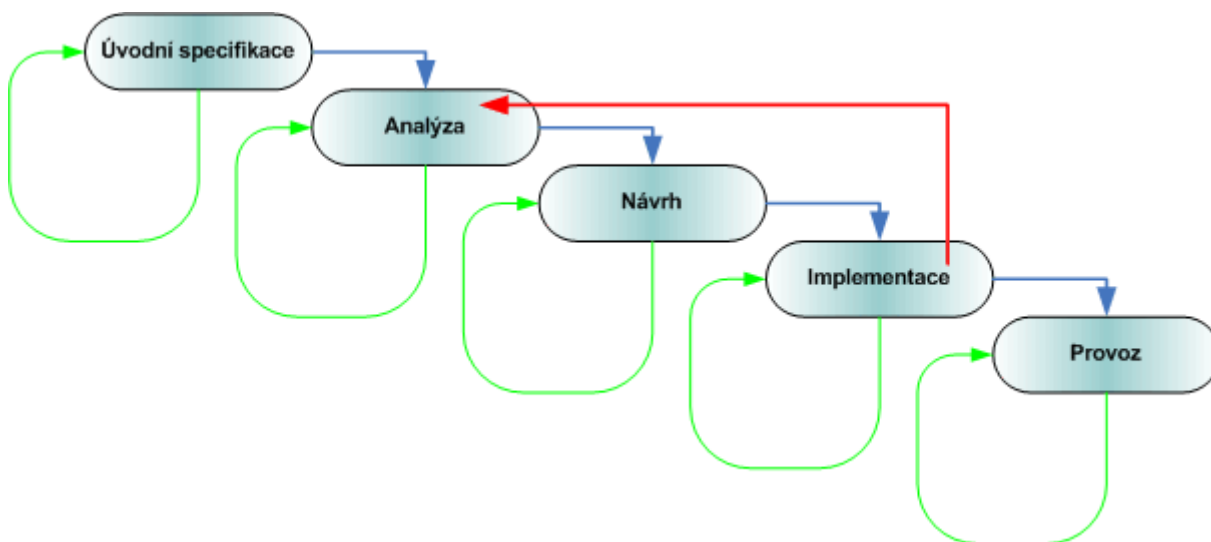 Úvodní specifikace
Analýza
Návrh
Implementace
Provoz